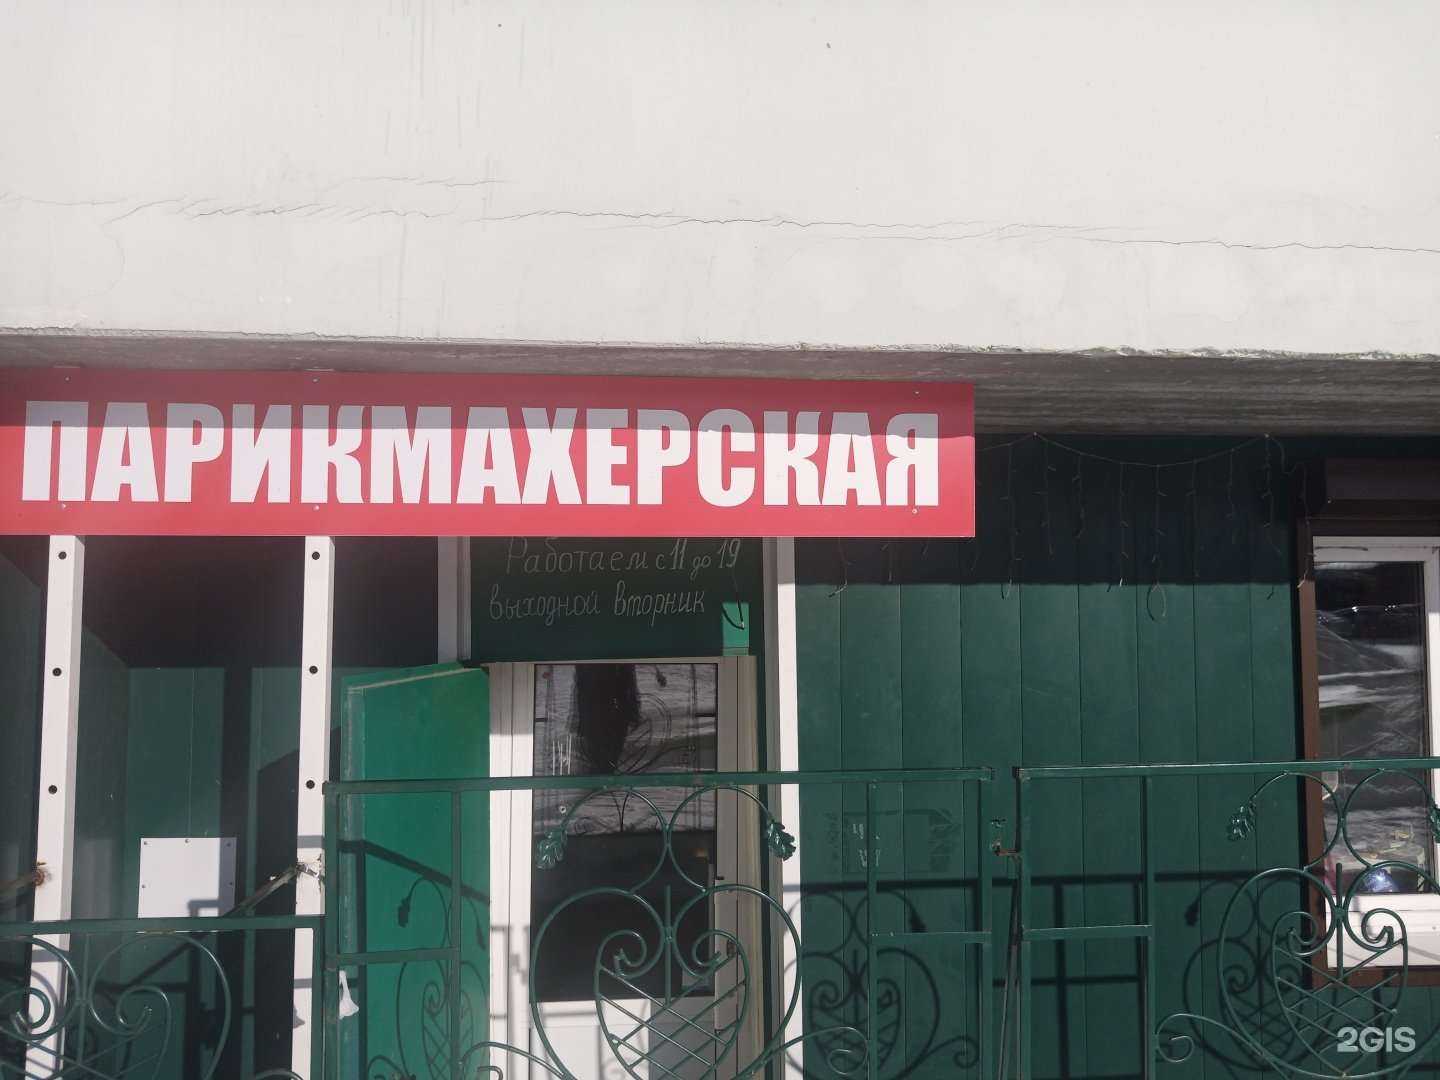 ПАРИКМАХЕРСКАЯ
Работаем с 11 до 19
выходной вторник
2GIS